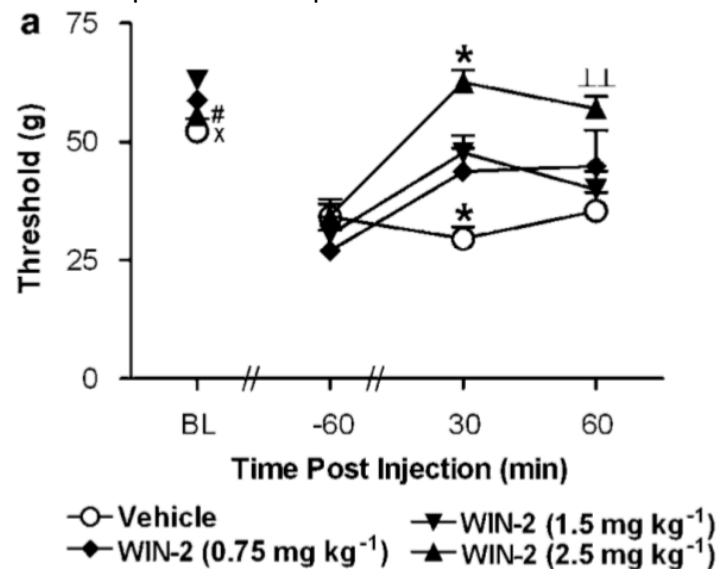 a
75
50
25
0
Threshold (g)
*
⊥⊥
#
x
*
BL
-60
30
60
Time Post Injection (min)
Vehicle
WIN-2 (1.5 mg kg⁻¹)
WIN-2 (0.75 mg kg⁻¹)
WIN-2 (2.5 mg kg⁻¹)